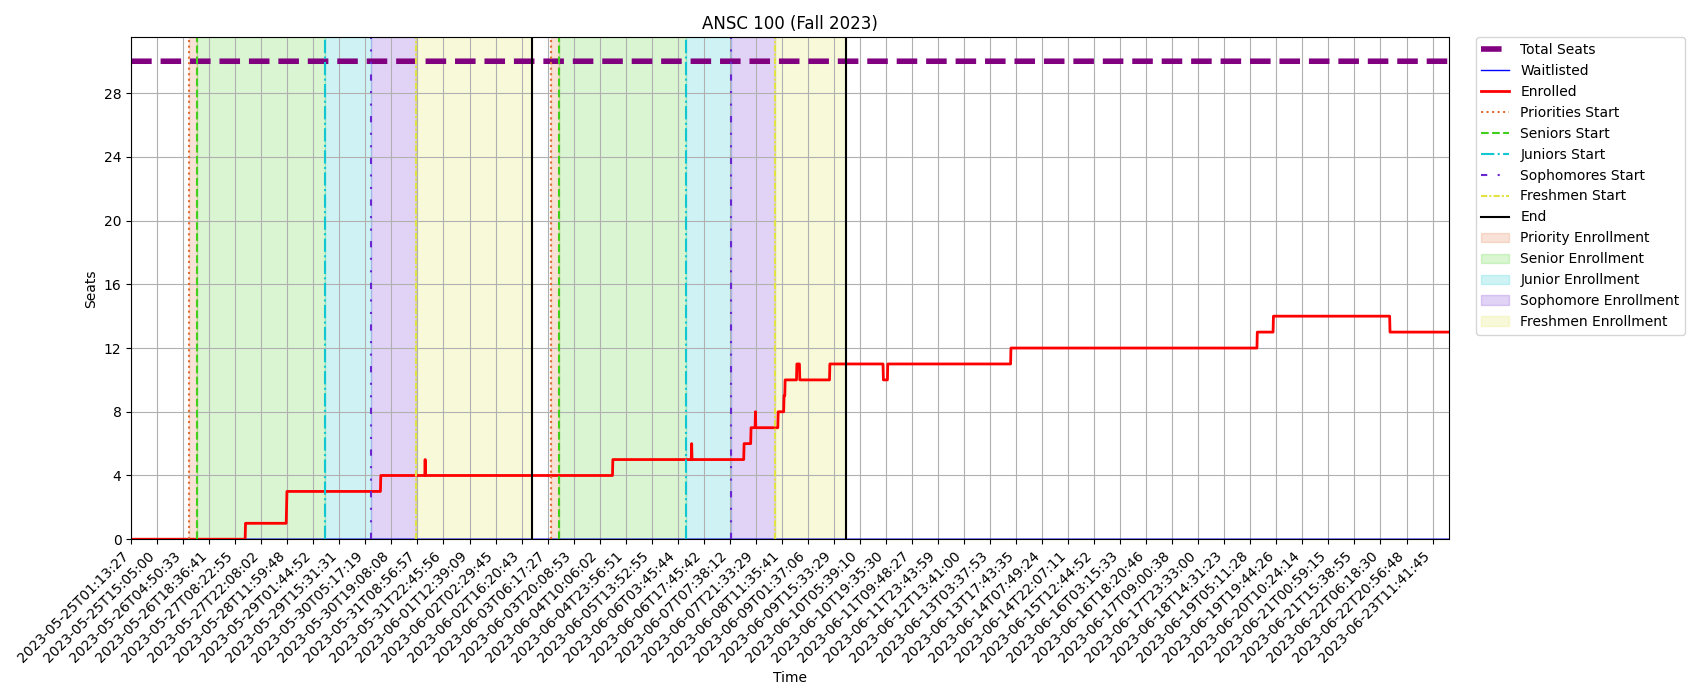 ANSC 100 (Fall 2023)
Total Seats
Waitlisted
Enrolled
Priorities Start
Seniors Start
Juniors Start
Sophomores Start
Freshmen Start
End
Priority Enrollment
Senior Enrollment
Junior Enrollment
Sophomore Enrollment
Freshmen Enrollment
Seats
28
24
20
16
12
8
4
0
2023-05-25T01:13:27
2023-05-25T15:05:00
2023-05-26T04:50:33
2023-05-26T18:36:41
2023-05-27T08:22:55
2023-05-27T22:08:02
2023-05-28T11:59:48
2023-05-29T01:44:52
2023-05-29T15:31:31
2023-05-30T05:17:19
2023-05-30T19:08:08
2023-05-31T08:56:57
2023-05-31T22:45:56
2023-06-01T12:39:09
2023-06-02T02:29:45
2023-06-02T16:20:43
2023-06-03T06:17:27
2023-06-03T20:08:53
2023-06-04T10:06:02
2023-06-04T23:56:51
2023-06-05T13:52:55
2023-06-06T03:45:44
2023-06-06T17:45:42
2023-06-07T07:38:12
2023-06-07T21:33:29
2023-06-08T11:35:41
2023-06-09T01:37:06
2023-06-09T15:33:29
2023-06-10T05:39:10
2023-06-10T19:35:30
2023-06-11T09:48:27
2023-06-11T23:43:59
2023-06-12T13:41:00
2023-06-13T03:37:53
2023-06-13T17:43:35
2023-06-14T07:49:24
2023-06-14T22:07:11
2023-06-15T12:44:52
2023-06-16T03:15:33
2023-06-16T18:20:46
2023-06-17T09:00:38
2023-06-17T23:33:00
2023-06-18T14:31:23
2023-06-19T05:11:28
2023-06-19T19:44:26
2023-06-20T10:24:14
2023-06-21T00:59:15
2023-06-21T15:38:55
2023-06-22T06:18:30
2023-06-22T20:56:48
2023-06-23T11:41:45
Time